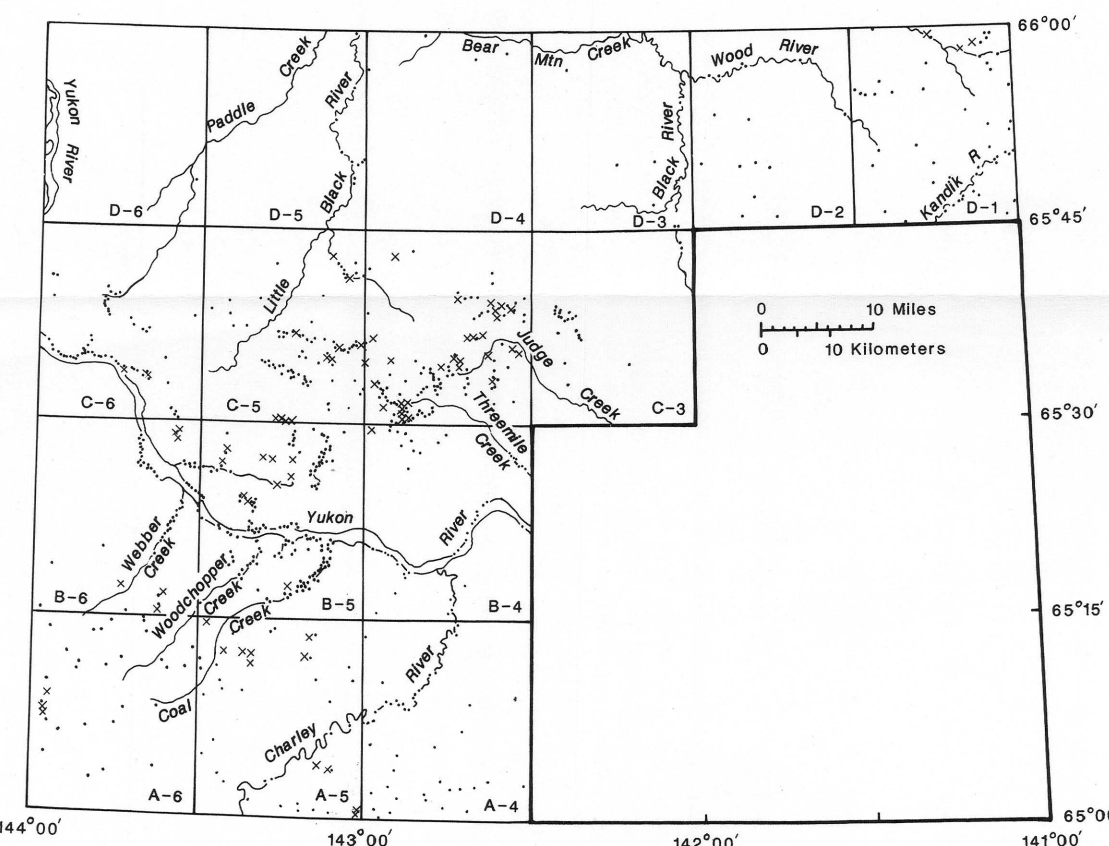 66°00′
Creek
Bear
Mtn
Creek
Wood
River
Yukon River
Paddle
River
Black
River
Black
Kandik R
D-6
D-5
D-4
D-3
D-2
D-1
65°45′
Little
0 10 Miles
0 10 Kilometers
Judge
Creek
C-6
C-5
C-3
Threemile
Creek
65°30′
Yukon
River
Webber
Creek
Woodchopper
Creek
Creek
B-6
B-5
B-4
65°15′
River
Coal
Charley
A-6
A-5
A-4
65°00
144°00′
143°00′
142°00′
141°00′